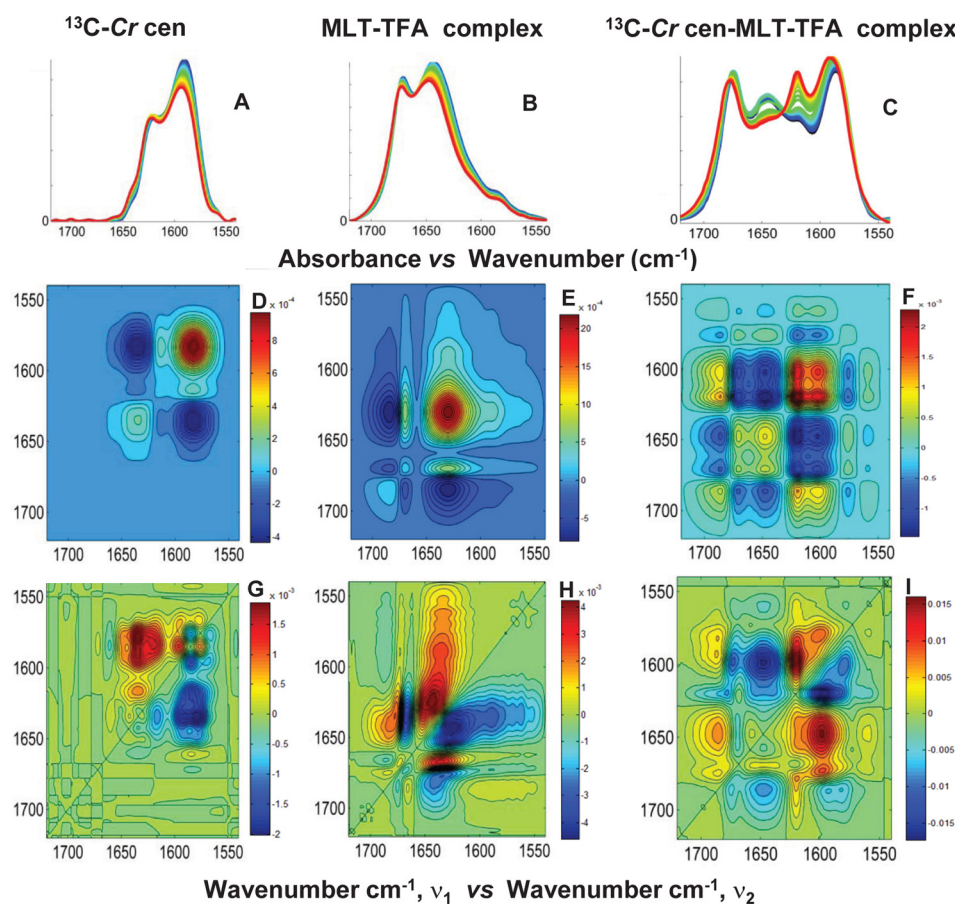 ¹³C-Cr cen MLT-TFA complex ¹³C-Cr cen-MLT-TFA complex
A B C
0 0 0
1700 1650 1600 1550 1700 1650 1600 1550 1700 1650 1600 1550
Absorbance vs Wavenumber (cm⁻¹)
D x 10⁻⁴ E x 10⁻⁴ F x 10⁻³
1550 1600 1650 1700
8 6 4 2 0 -2 -4
1550 1600 1650 1700
20 15 10 5 0 -5
1550 1600 1650 1700
2 1.5 1 0.5 0 -0.5 -1
1700 1650 1600 1550 1700 1650 1600 1550 1700 1650 1600 1550
G x 10⁻³ H x 10⁻³ I
1550 1600 1650 1700
1.5 1 0.5 0 -0.5 -1 -1.5 -2
1550 1600 1650 1700
4 3 2 1 0 -1 -2 -3 -4
1550 1600 1650 1700
0.015 0.01 0.005 0 -0.005 -0.01 -0.015
1700 1650 1600 1550 1700 1650 1600 1550 1700 1650 1600 1550
Wavenumber cm⁻¹, ν₁ vs Wavenumber cm⁻¹, ν₂